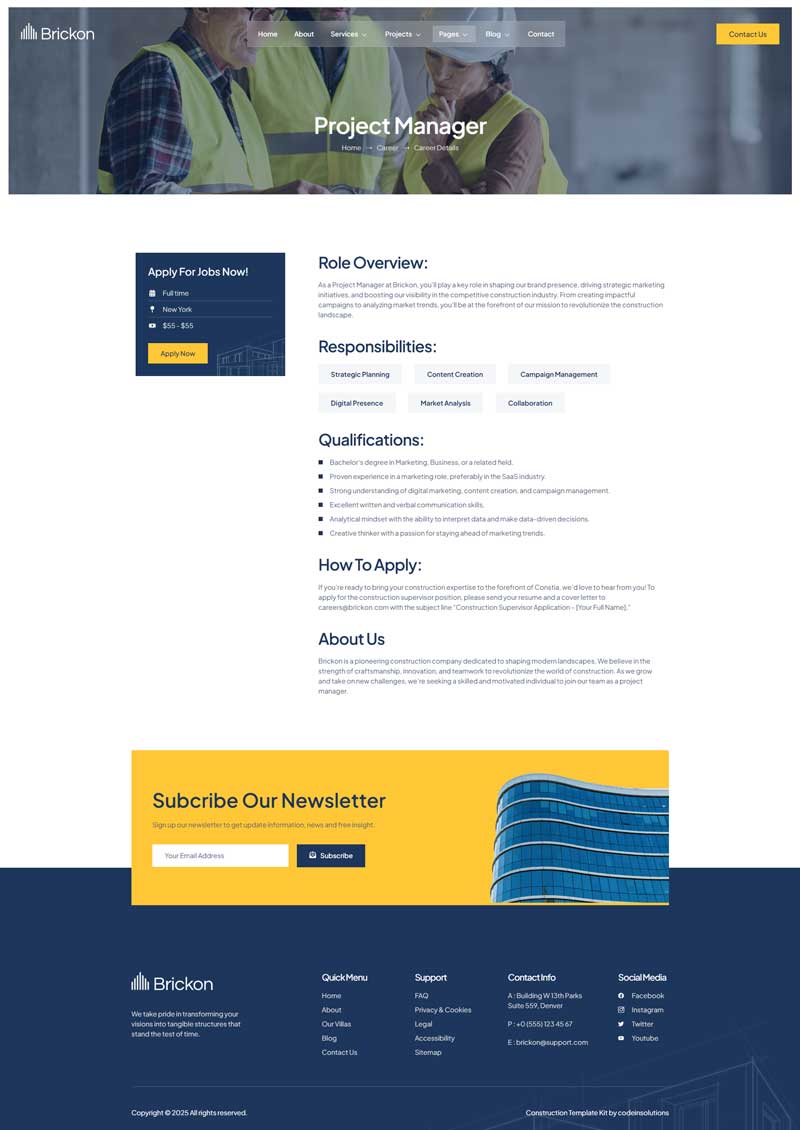 Brickon
Home About Services Projects Pages Blog Contact
Contact Us
Project Manager
Home → Career → Career Details
Apply For Jobs Now!
Full time
New York
$55 - $55
Apply Now
Role Overview:
As a Project Manager at Brickon, you'll play a key role in shaping our brand presence, driving strategic marketing
initiatives, and boosting our visibility in the competitive construction industry. From creating impactful
campaigns to analyzing market trends, you'll be at the forefront of our mission to revolutionize the construction
landscape.
Responsibilities:
Strategic Planning Content Creation Campaign Management
Digital Presence Market Analysis Collaboration
Qualifications:
Bachelor's degree in Marketing, Business, or a related field.
Proven experience in a marketing role, preferably in the SaaS industry.
Strong understanding of digital marketing, content creation, and campaign management.
Excellent written and verbal communication skills.
Analytical mindset with the ability to interpret data and make data-driven decisions.
Creative thinker with a passion for staying ahead of marketing trends.
How To Apply:
If you're ready to bring your construction expertise to the forefront of Constia, we'd love to hear from you! To
apply for the construction supervisor position, please send your resume and a cover letter to
careers@brickon.com with the subject line "Construction Supervisor Application - [Your Full Name]."
About Us
Brickon is a pioneering construction company dedicated to shaping modern landscapes. We believe in the
strength of craftsmanship, innovation, and teamwork to revolutionize the world of construction. As we grow
and take on new challenges, we're seeking a skilled and motivated individual to join our team as a project
manager.
Subcribe Our Newsletter
Sign up our newsletter to get update information, news and free insight.
Your Email Address
Subscribe
Brickon
We take pride in transforming your
visions into tangible structures that
stand the test of time.
Quick Menu
Home
About
Our Villas
Blog
Contact Us
Support
FAQ
Privacy & Cookies
Legal
Accessibility
Sitemap
Contact Info
A : Building W 13th Parks
Suite 559, Denver
P : +0 (555) 123 45 67
E : brickon@support.com
Social Media
Facebook
Instagram
Twitter
Youtube
Copyright © 2025 All rights reserved.
Construction Template Kit by codeinsolutions